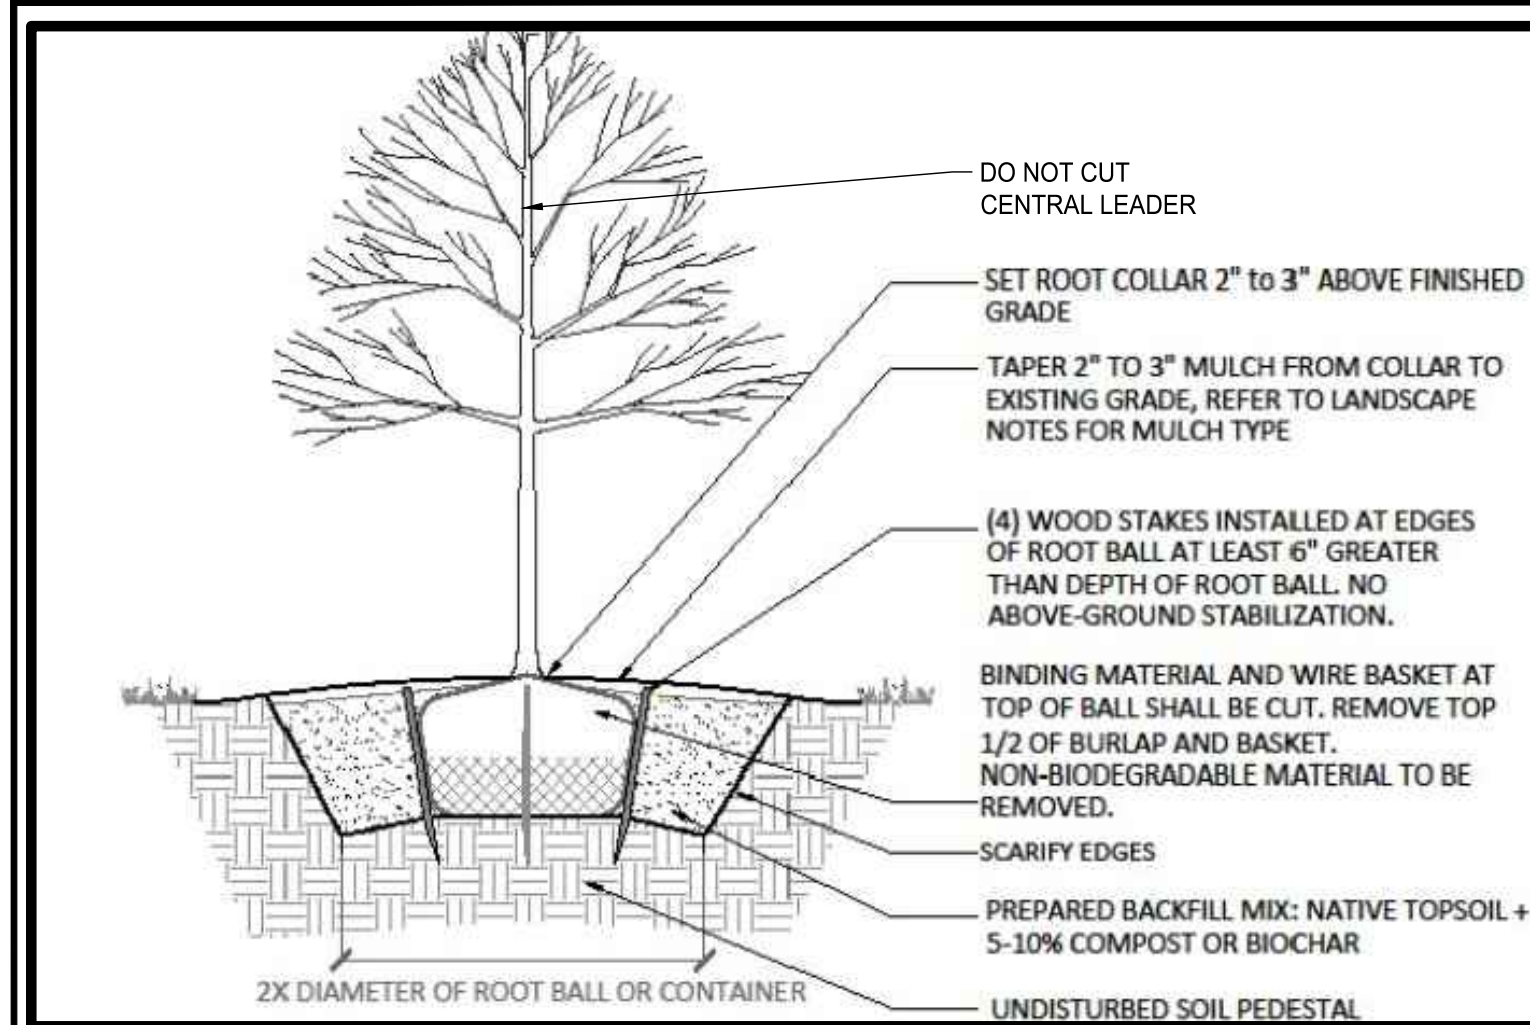 DO NOT CUT
CENTRAL LEADER
SET ROOT COLLAR 2" to 3" ABOVE FINISHED
GRADE
TAPER 2" TO 3" MULCH FROM COLLAR TO
EXISTING GRADE, REFER TO LANDSCAPE
NOTES FOR MULCH TYPE
(4) WOOD STAKES INSTALLED AT EDGES
OF ROOT BALL AT LEAST 6" GREATER
THAN DEPTH OF ROOT BALL. NO
ABOVE-GROUND STABILIZATION.
BINDING MATERIAL AND WIRE BASKET AT
TOP OF BALL SHALL BE CUT. REMOVE TOP
1/2 OF BURLAP AND BASKET.
NON-BIODEGRADABLE MATERIAL TO BE
REMOVED.
SCARIFY EDGES
PREPARED BACKFILL MIX: NATIVE TOPSOIL +
5-10% COMPOST OR BIOCHAR
2X DIAMETER OF ROOT BALL OR CONTAINER
UNDISTURBED SOIL PEDESTAL